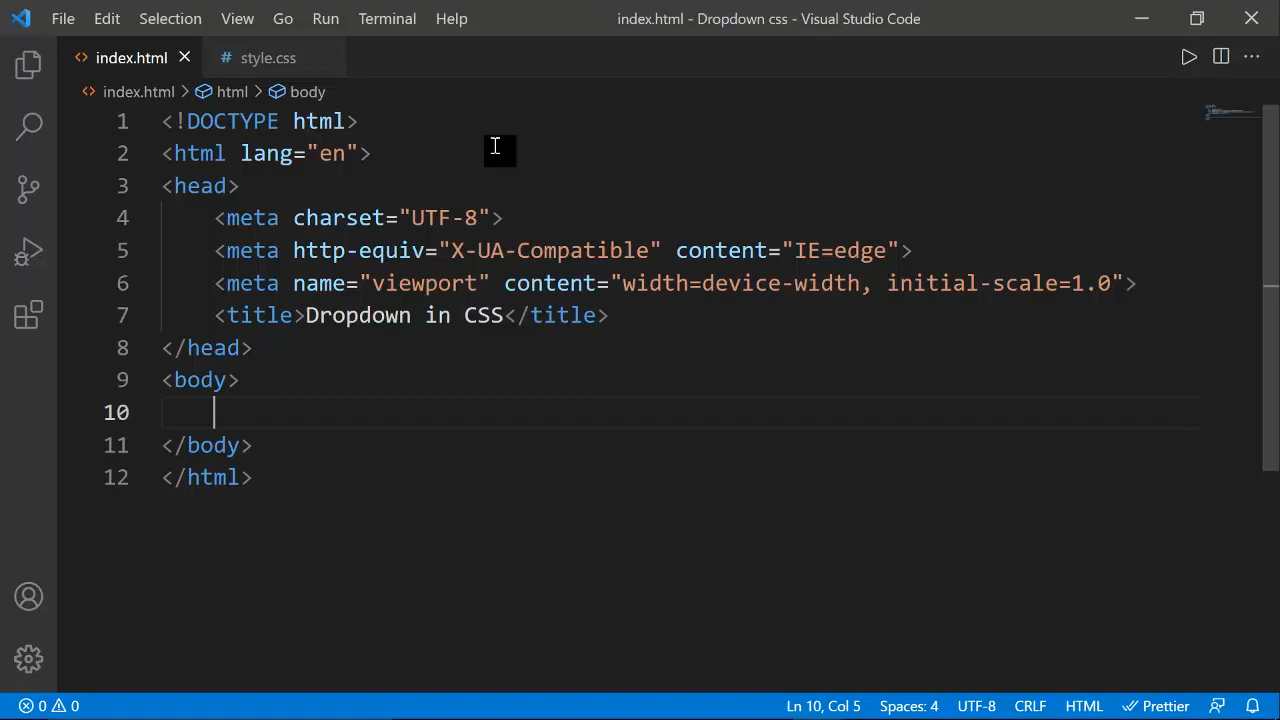 File Edit Selection View Go Run Terminal Help index.html - Dropdown css - Visual Studio Code
index.html # style.css
index.html > html > body
1 <!DOCTYPE html>
2 <html lang="en">
3 <head>
4     <meta charset="UTF-8">
5     <meta http-equiv="X-UA-Compatible" content="IE=edge">
6     <meta name="viewport" content="width=device-width, initial-scale=1.0">
7     <title>Dropdown in CSS</title>
8 </head>
9 <body>
10
11 </body>
12 </html>
0 0 Ln 10, Col 5 Spaces: 4 UTF-8 CRLF HTML Prettier